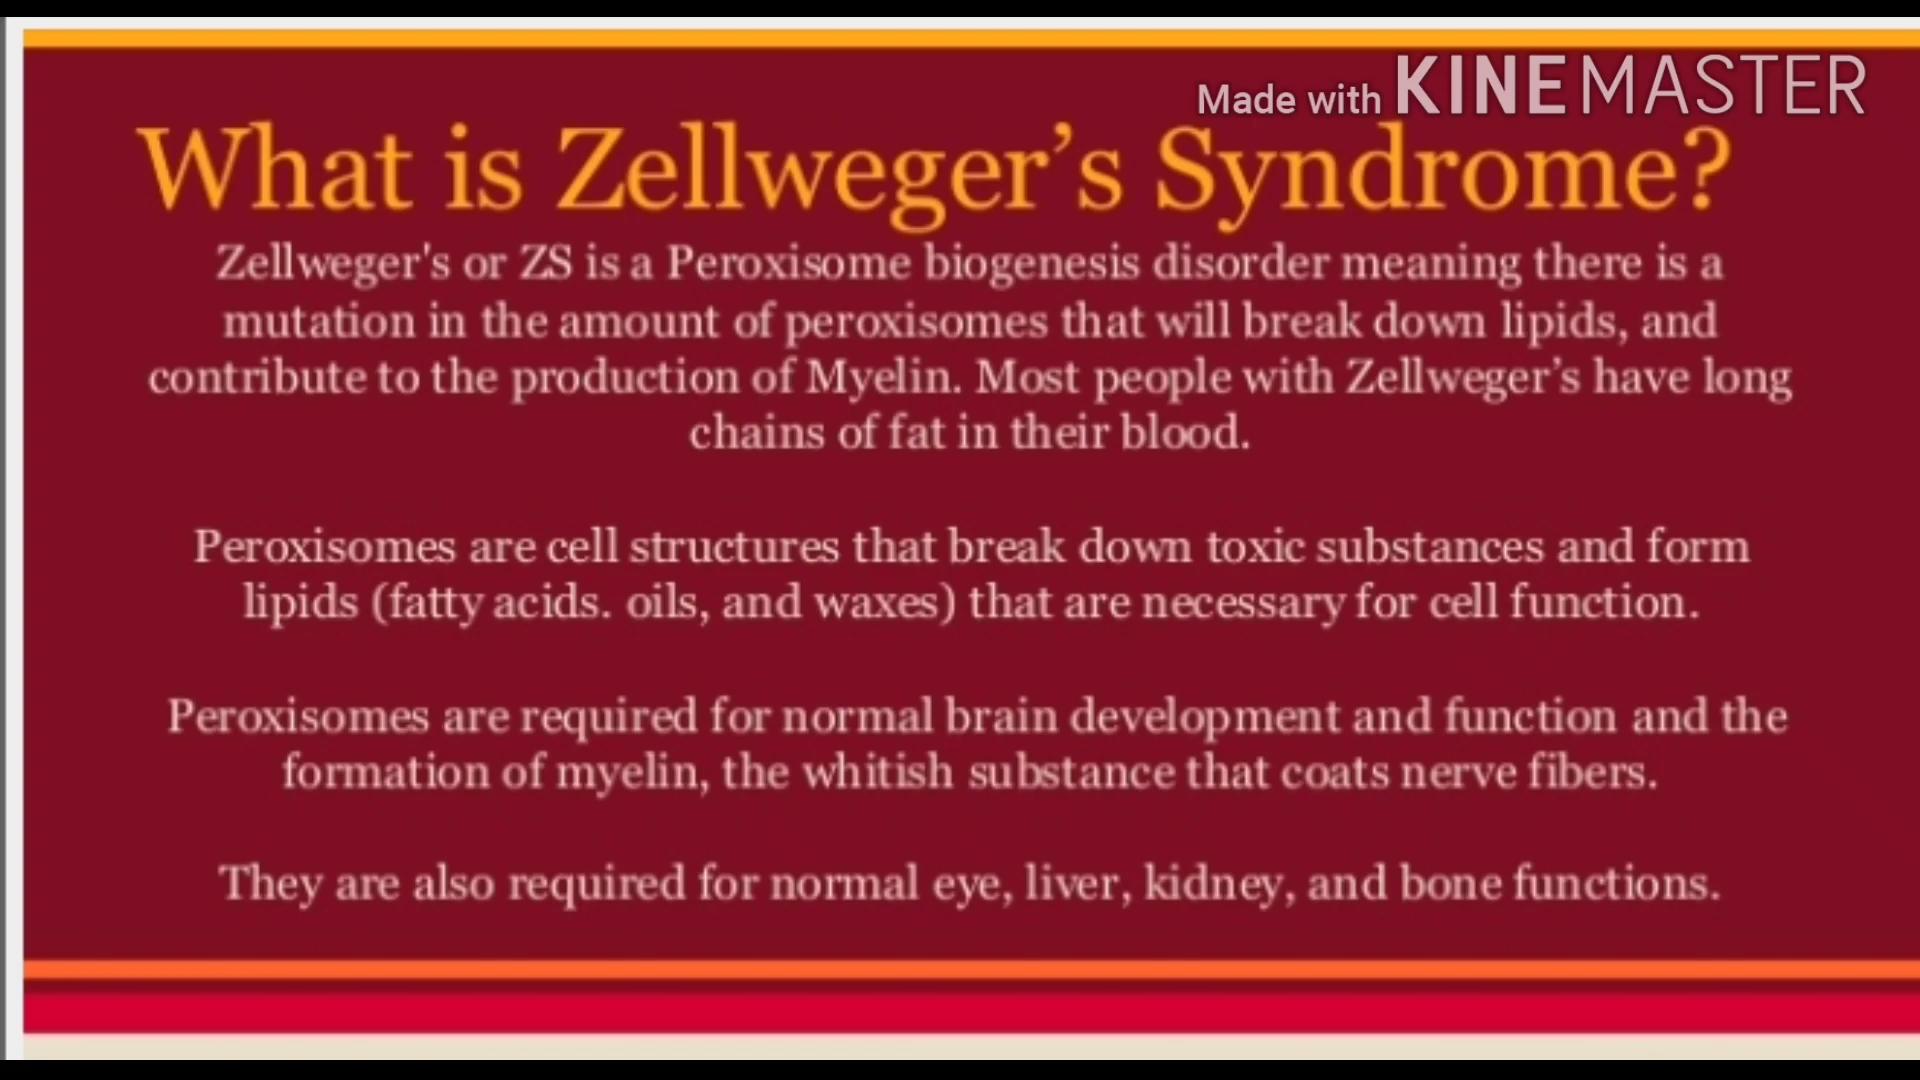 Made with KINEMASTER
What is Zellweger’s Syndrome?
Zellweger's or ZS is a Peroxisome biogenesis disorder meaning there is a
mutation in the amount of peroxisomes that will break down lipids, and
contribute to the production of Myelin. Most people with Zellweger’s have long
chains of fat in their blood.
Peroxisomes are cell structures that break down toxic substances and form
lipids (fatty acids. oils, and waxes) that are necessary for cell function.
Peroxisomes are required for normal brain development and function and the
formation of myelin, the whitish substance that coats nerve fibers.
They are also required for normal eye, liver, kidney, and bone functions.